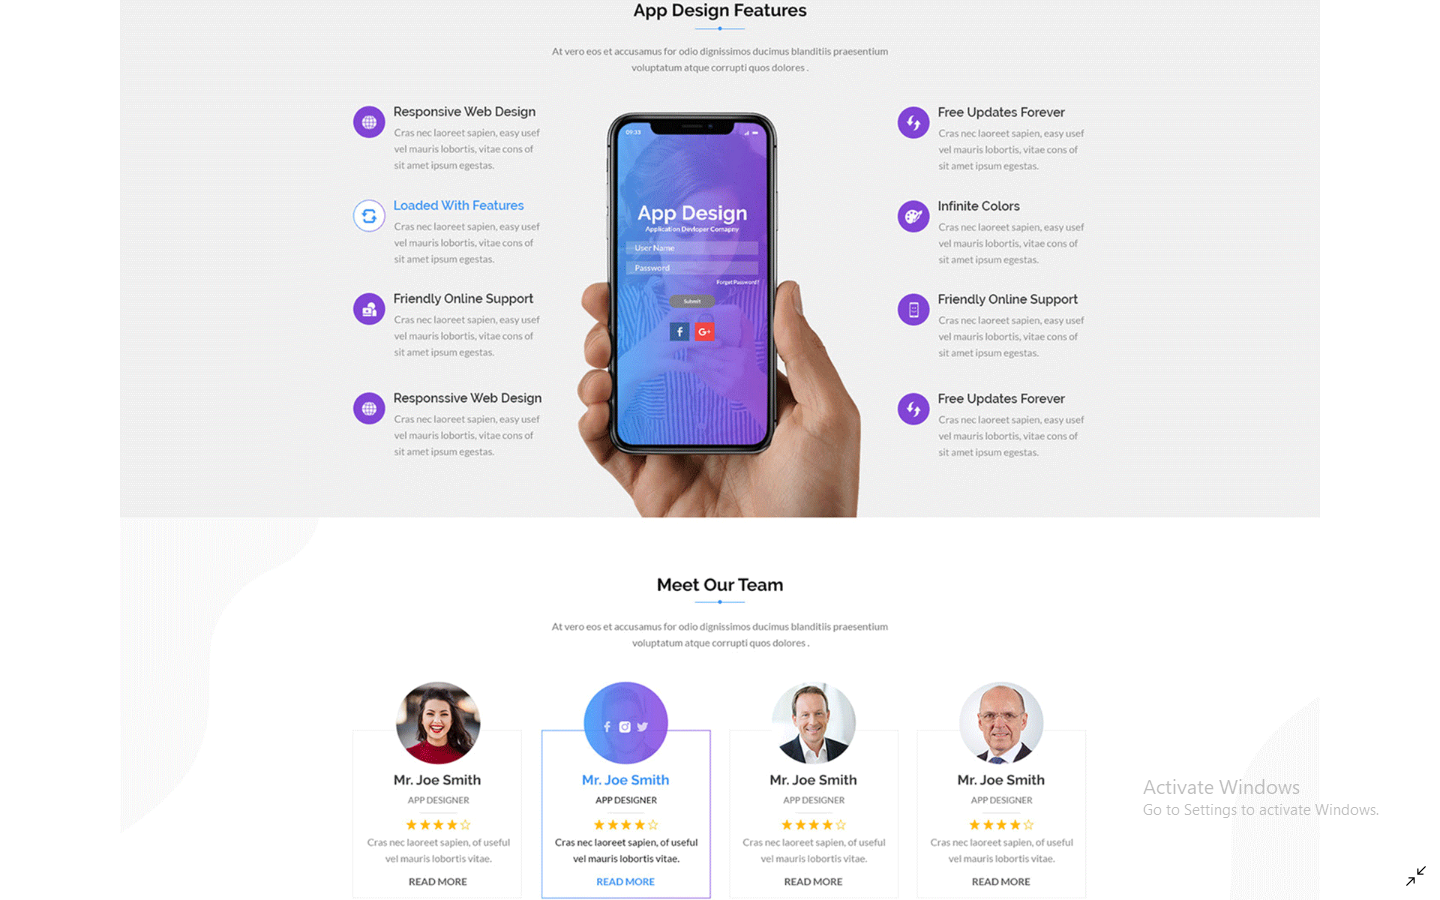 App Design Features
At vero eos et accusamus for odio dignissimos ducimus blanditiis praesentium
voluptatum atque corrupti quos dolores .
Responsive Web Design
Cras nec laoreet sapien, easy usef
vel mauris lobortis, vitae cons of
sit amet ipsum egestas.
Loaded With Features
Cras nec laoreet sapien, easy usef
vel mauris lobortis, vitae cons of
sit amet ipsum egestas.
Friendly Online Support
Cras nec laoreet sapien, easy usef
vel mauris lobortis, vitae cons of
sit amet ipsum egestas.
Responssive Web Design
Cras nec laoreet sapien, easy usef
vel mauris lobortis, vitae cons of
sit amet ipsum egestas.
09:33
App Design
Application Devloper Comapny
User Name
Password
Forget Password?
Submit
f
G+
Free Updates Forever
Cras nec laoreet sapien, easy usef
vel mauris lobortis, vitae cons of
sit amet ipsum egestas.
Infinite Colors
Cras nec laoreet sapien, easy usef
vel mauris lobortis, vitae cons of
sit amet ipsum egestas.
Friendly Online Support
Cras nec laoreet sapien, easy usef
vel mauris lobortis, vitae cons of
sit amet ipsum egestas.
Free Updates Forever
Cras nec laoreet sapien, easy usef
vel mauris lobortis, vitae cons of
sit amet ipsum egestas.
Meet Our Team
At vero eos et accusamus for odio dignissimos ducimus blanditiis praesentium
voluptatum atque corrupti quos dolores .
Mr. Joe Smith
APP DESIGNER
Cras nec laoreet sapien, of useful
vel mauris lobortis vitae.
READ MORE
f
Mr. Joe Smith
APP DESIGNER
Cras nec laoreet sapien, of useful
vel mauris lobortis vitae.
READ MORE
Mr. Joe Smith
APP DESIGNER
Cras nec laoreet sapien, of useful
vel mauris lobortis vitae.
READ MORE
Mr. Joe Smith
APP DESIGNER
Cras nec laoreet sapien, of useful
vel mauris lobortis vitae.
READ MORE
Activate Windows
Go to Settings to activate Windows.